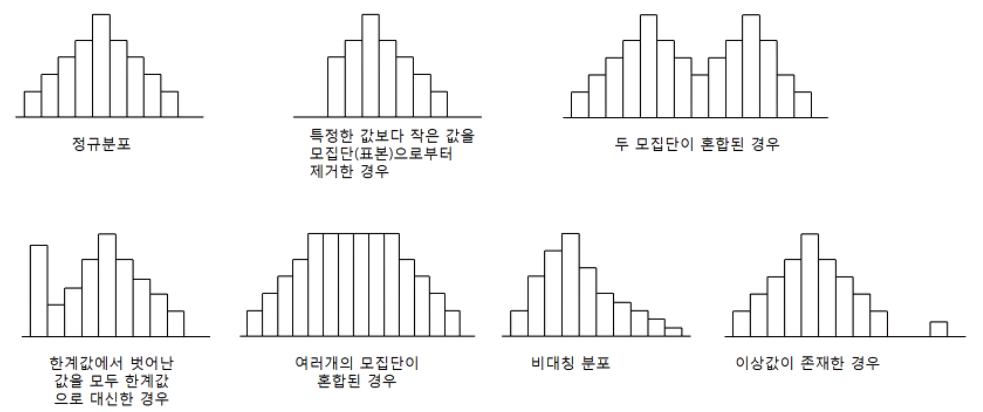 정규분포
특정한 값보다 작은 값을
모집단(표본)으로부터
제거한 경우
두 모집단이 혼합된 경우
한계값에서 벗어난
값을 모두 한계값
으로 대신한 경우
여러개의 모집단이
혼합된 경우
비대칭 분포
이상값이 존재한 경우